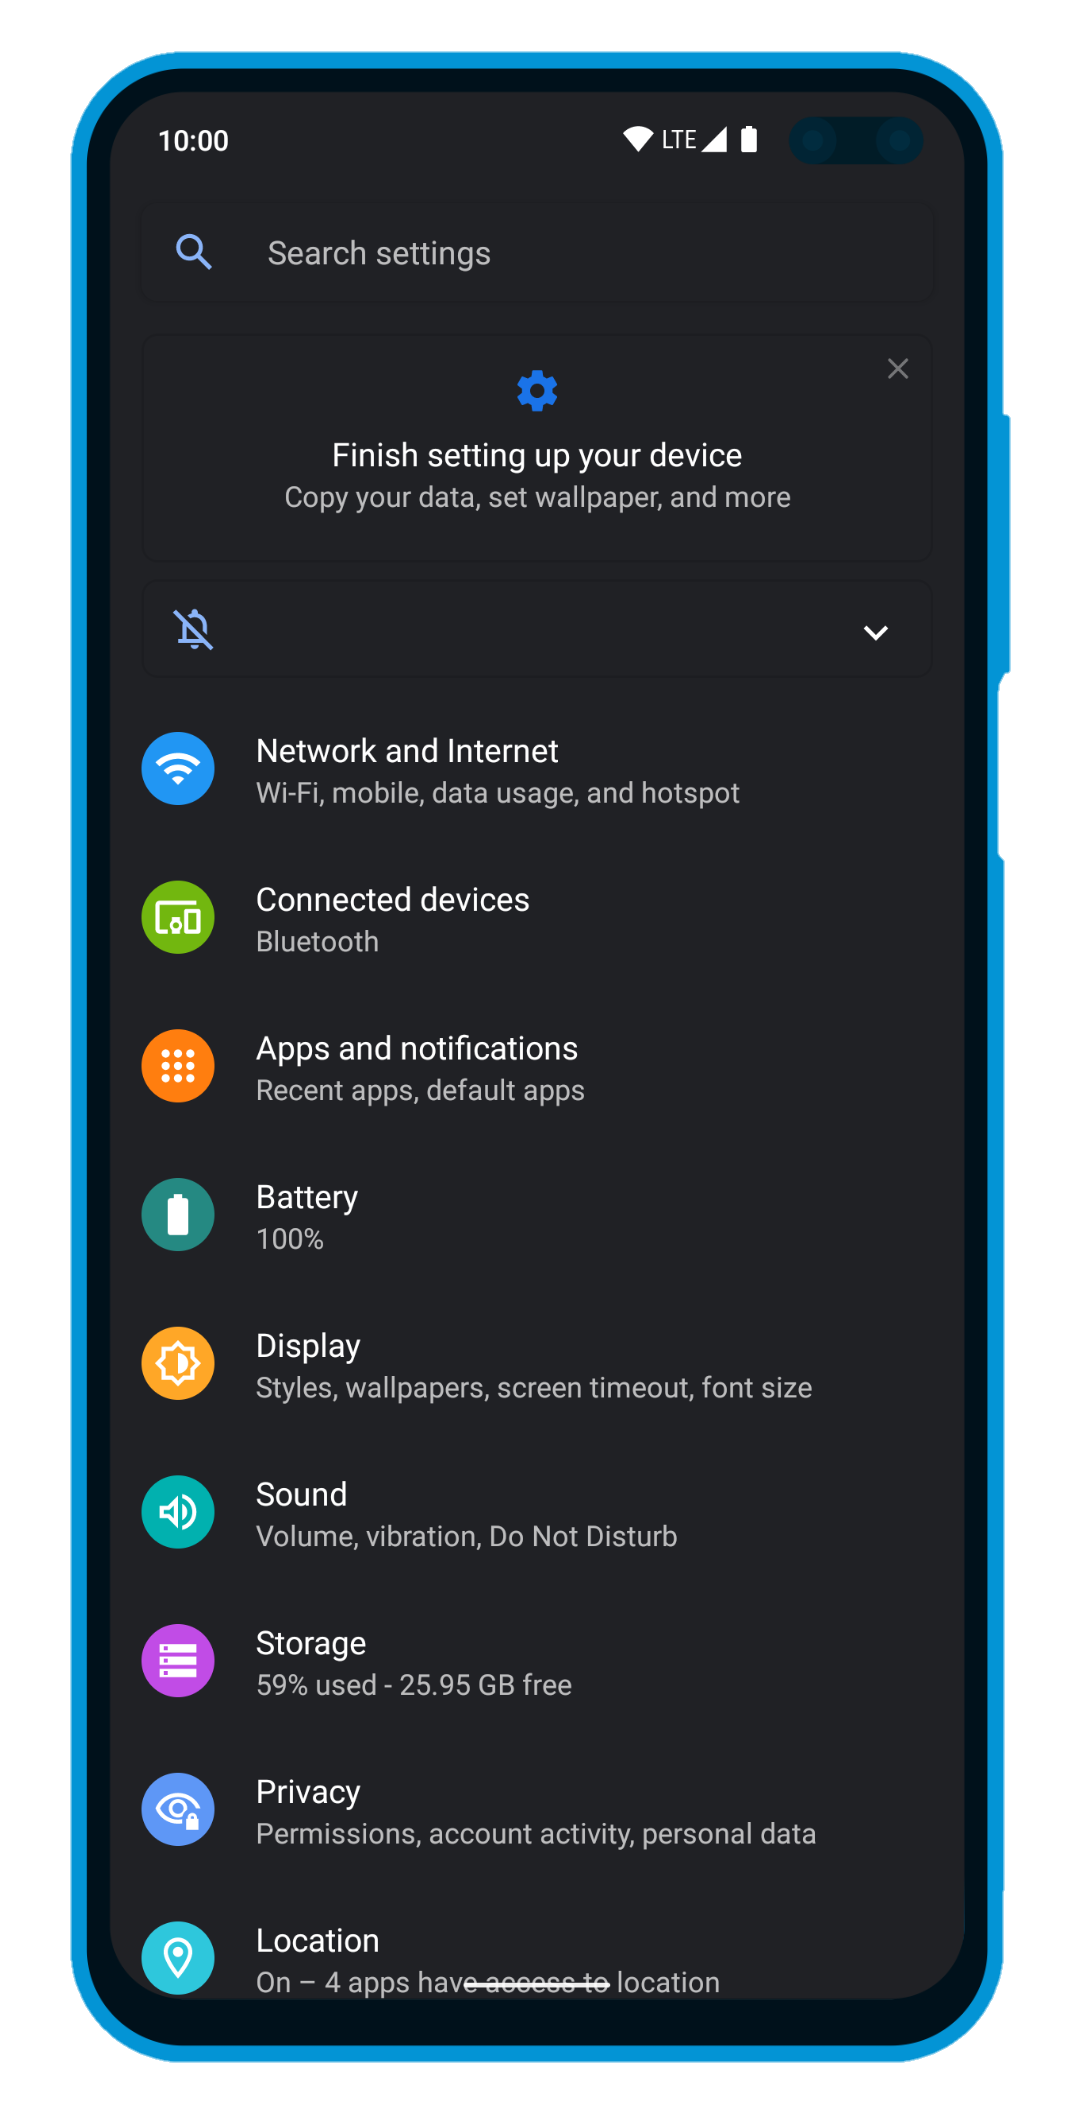 10:00 LTE
Search settings
Finish setting up your device
Copy your data, set wallpaper, and more
Network and Internet
Wi-Fi, mobile, data usage, and hotspot
Connected devices
Bluetooth
Apps and notifications
Recent apps, default apps
Battery
100%
Display
Styles, wallpapers, screen timeout, font size
Sound
Volume, vibration, Do Not Disturb
Storage
59% used - 25.95 GB free
Privacy
Permissions, account activity, personal data
Location
On – 4 apps have access to location